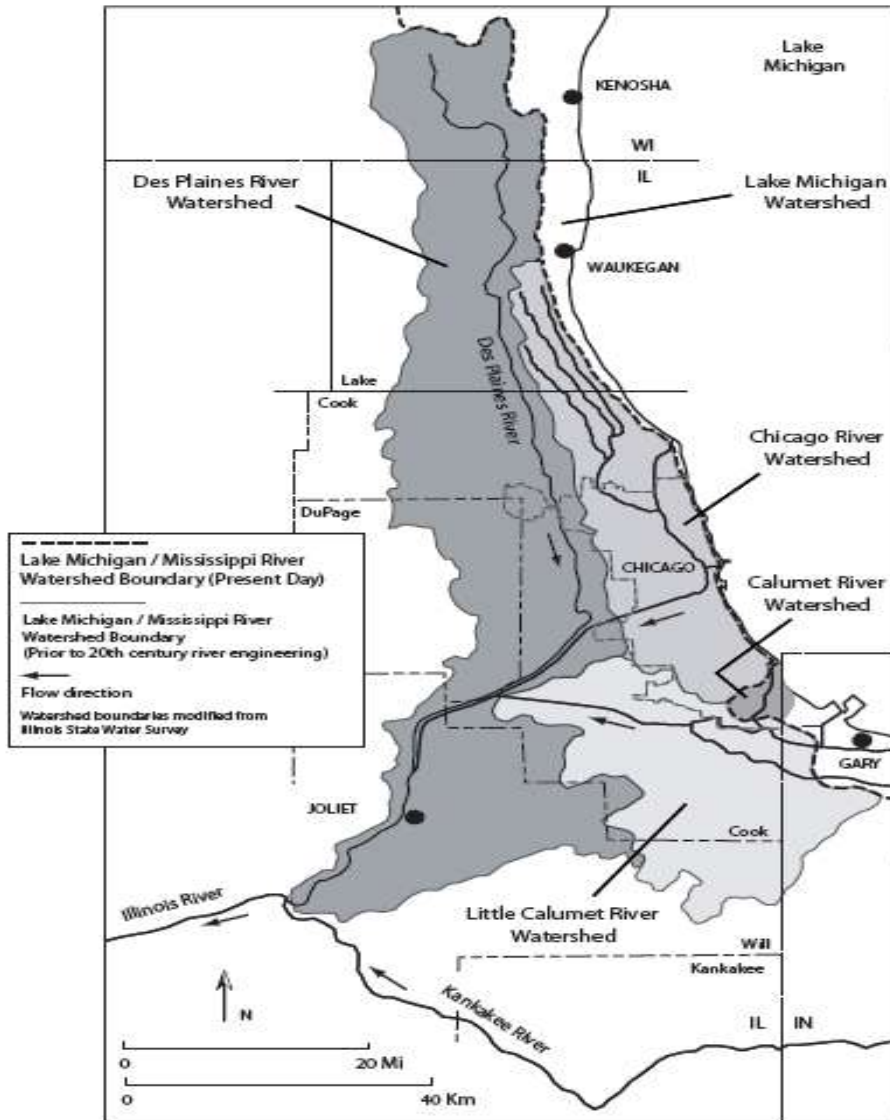 Lake
Michigan
KENOSHA
WI
IL
Des Plaines River
Watershed
Lake Michigan
Watershed
WAUKEGAN
Des Plaines River
Lake
Cook
Chicago River
Watershed
DuPage
CHICAGO
Calumet River
Watershed
Lake Michigan / Mississippi River
Watershed Boundary (Present Day)
Lake Michigan / Mississippi River
Watershed Boundary
(Prior to 20th century river engineering)
Flow direction
Watershed boundaries modified from
Illinois State Water Survey
GARY
JOLIET
Cook
Illinois River
Little Calumet River
Watershed
Will
Kankakee
N
Kankakee River
IL
IN
0
20 Mi
0
40 Km